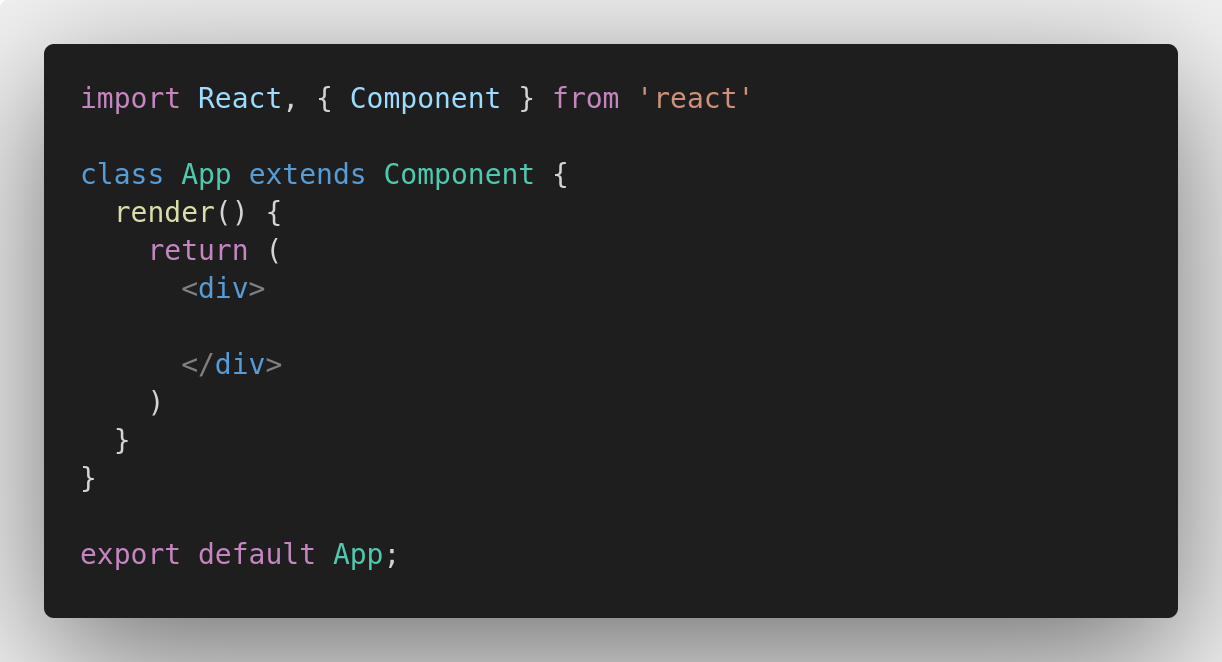 import React, { Component } from 'react'
class App extends Component {
  render() {
    return (
      <div>
      </div>
    )
  }
}
export default App;